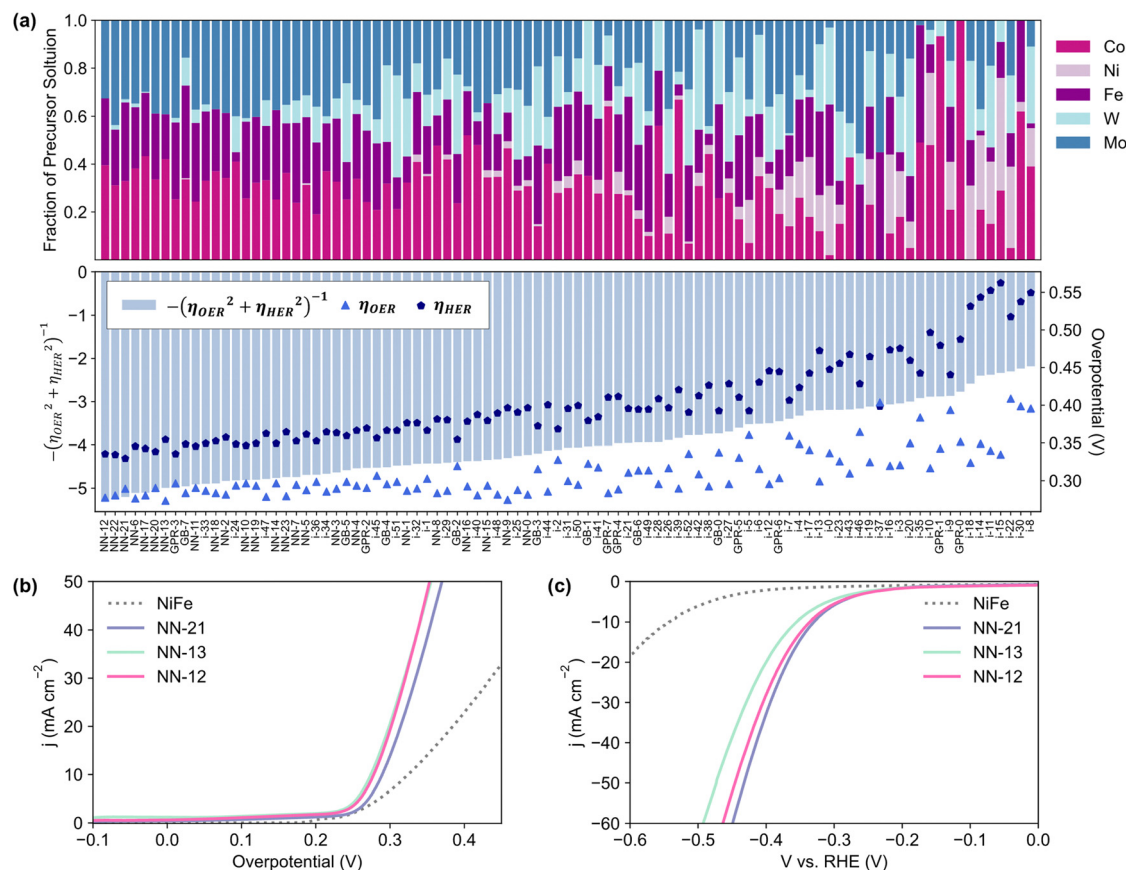 (a)
Fraction of Precursor Soltuion
1.0
0.8
0.6
0.4
0.2
Co
Ni
Fe
W
Mo
−(η_OER² + η_HER²)⁻¹
0
−1
−2
−3
−4
−5
−(η_OER² + η_HER²)⁻¹ η_OER η_HER
0.55
0.50
0.45
0.40
0.35
0.30
Overpotential (V)
NN-12
NN-22
NN-21
NN-6
NN-17
NN-20
NN-13
GPR-3
GB-7
NN-11
i-33
NN-18
NN-2
i-24
NN-10
NN-19
i-47
NN-14
NN-23
NN-7
NN-5
i-36
i-34
NN-3
GB-5
NN-4
GPR-2
i-45
GB-4
i-51
NN-1
i-32
i-1
NN-8
i-29
GB-2
NN-16
i-40
NN-15
i-48
NN-9
i-25
NN-0
GB-3
i-44
i-2
i-31
i-50
GB-1
i-41
GPR-7
GPR-4
i-21
GB-6
i-49
i-28
i-26
i-39
i-52
i-42
i-38
GB-0
i-27
GPR-5
i-5
i-6
i-12
GPR-6
i-7
i-4
i-17
i-13
i-0
i-23
i-43
i-46
i-19
i-37
i-16
i-3
i-20
i-35
i-10
GPR-1
i-9
GPR-0
i-18
i-14
i-11
i-15
i-22
i-30
i-8
(b)
j (mA cm⁻²)
50
40
30
20
10
0
NiFe
NN-21
NN-13
NN-12
−0.1 0.0 0.1 0.2 0.3 0.4
Overpotential (V)
(c)
j (mA cm⁻²)
0
−10
−20
−30
−40
−50
−60
NiFe
NN-21
NN-13
NN-12
−0.6 −0.5 −0.4 −0.3 −0.2 −0.1 0.0
V vs. RHE (V)